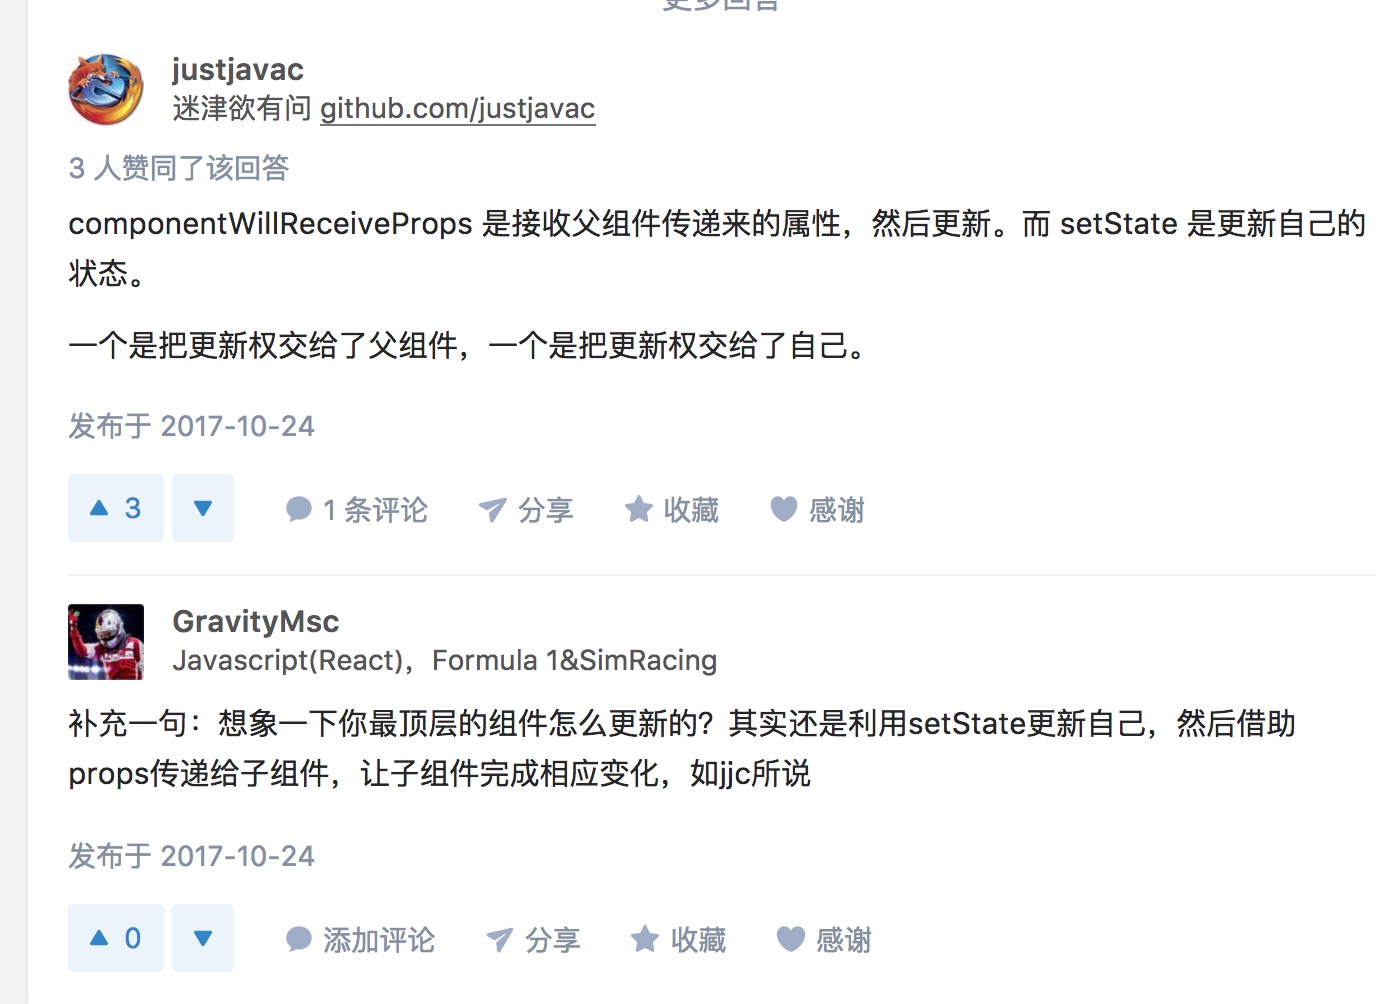 更多回答
justjavac
迷津欲有问 github.com/justjavac
3 人赞同了该回答
componentWillReceiveProps 是接收父组件传递来的属性，然后更新。而 setState 是更新自己的
状态。
一个是把更新权交给了父组件，一个是把更新权交给了自己。
发布于 2017-10-24
3 1 条评论 分享 收藏 感谢
GravityMsc
Javascript(React)，Formula 1&SimRacing
补充一句：想象一下你最顶层的组件怎么更新的？其实还是利用setState更新自己，然后借助
props传递给子组件，让子组件完成相应变化，如jjc所说
发布于 2017-10-24
0 添加评论 分享 收藏 感谢